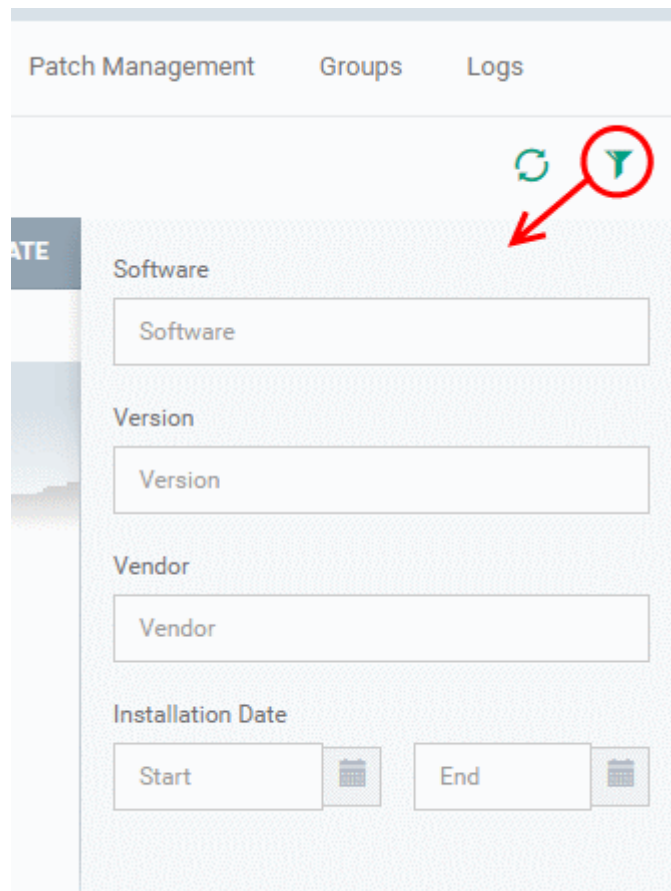 Patch Management Groups Logs
ATE
Software
Software
Version
Version
Vendor
Vendor
Installation Date
Start End